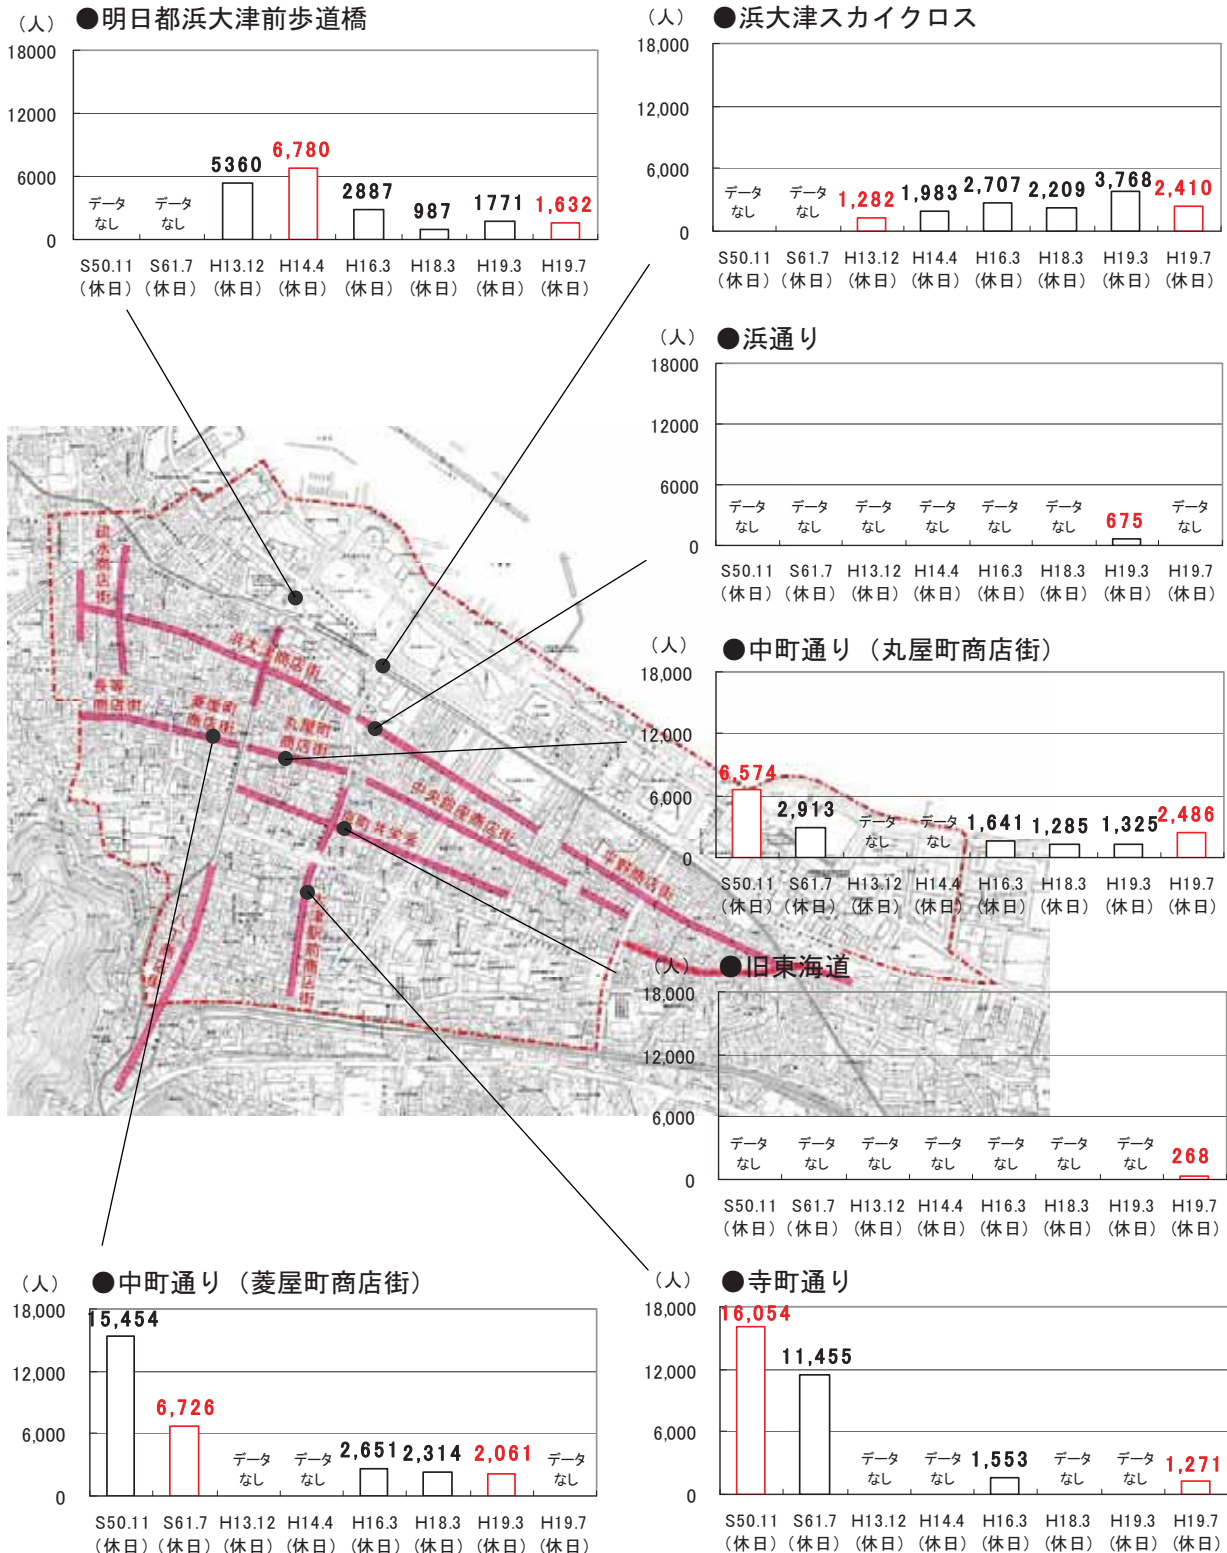 (人) ●明日都浜大津前歩道橋
18000
12000
6000
0
データ なし データ なし 5360 6,780 2887 987 1771 1,632
S50.11 S61.7 H13.12 H14.4 H16.3 H18.3 H19.3 H19.7
(休日) (休日) (休日) (休日) (休日) (休日) (休日) (休日)
(人) ●浜大津スカイクロス
18,000
12,000
6,000
0
データ なし データ なし 1,282 1,983 2,707 2,209 3,768 2,410
S50.11 S61.7 H13.12 H14.4 H16.3 H18.3 H19.3 H19.7
(休日) (休日) (休日) (休日) (休日) (休日) (休日) (休日)
(人) ●浜通り
18000
12000
6000
0
データ なし データ なし データ なし データ なし データ なし データ なし 675 データ なし
S50.11 S61.7 H13.12 H14.4 H16.3 H18.3 H19.3 H19.7
(休日) (休日) (休日) (休日) (休日) (休日) (休日) (休日)
浜大津商店街
長等
商店街
菱屋町
商店街
丸屋町
商店街
中央銀座商店街
平野商店街
(人) ●中町通り (丸屋町商店街)
18,000
12,000
6,000
0
6,574 2,913 データ なし データ なし 1,641 1,285 1,325 2,486
S50.11 S61.7 H13.12 H14.4 H16.3 H18.3 H19.3 H19.7
(休日) (休日) (休日) (休日) (休日) (休日) (休日) (休日)
(人) ●旧東海道
18,000
12,000
6,000
0
データ なし データ なし データ なし データ なし データ なし データ なし データ なし 268
S50.11 S61.7 H13.12 H14.4 H16.3 H18.3 H19.3 H19.7
(休日) (休日) (休日) (休日) (休日) (休日) (休日) (休日)
(人) ●中町通り (菱屋町商店街)
18,000
12,000
6,000
0
15,454 6,726 データ なし データ なし 2,651 2,314 2,061 データ なし
S50.11 S61.7 H13.12 H14.4 H16.3 H18.3 H19.3 H19.7
(休日) (休日) (休日) (休日) (休日) (休日) (休日) (休日)
(人) ●寺町通り
18,000
12,000
6,000
0
16,054 11,455 データ なし データ なし 1,553 データ なし データ なし 1,271
S50.11 S61.7 H13.12 H14.4 H16.3 H18.3 H19.3 H19.7
(休日) (休日) (休日) (休日) (休日) (休日) (休日) (休日)